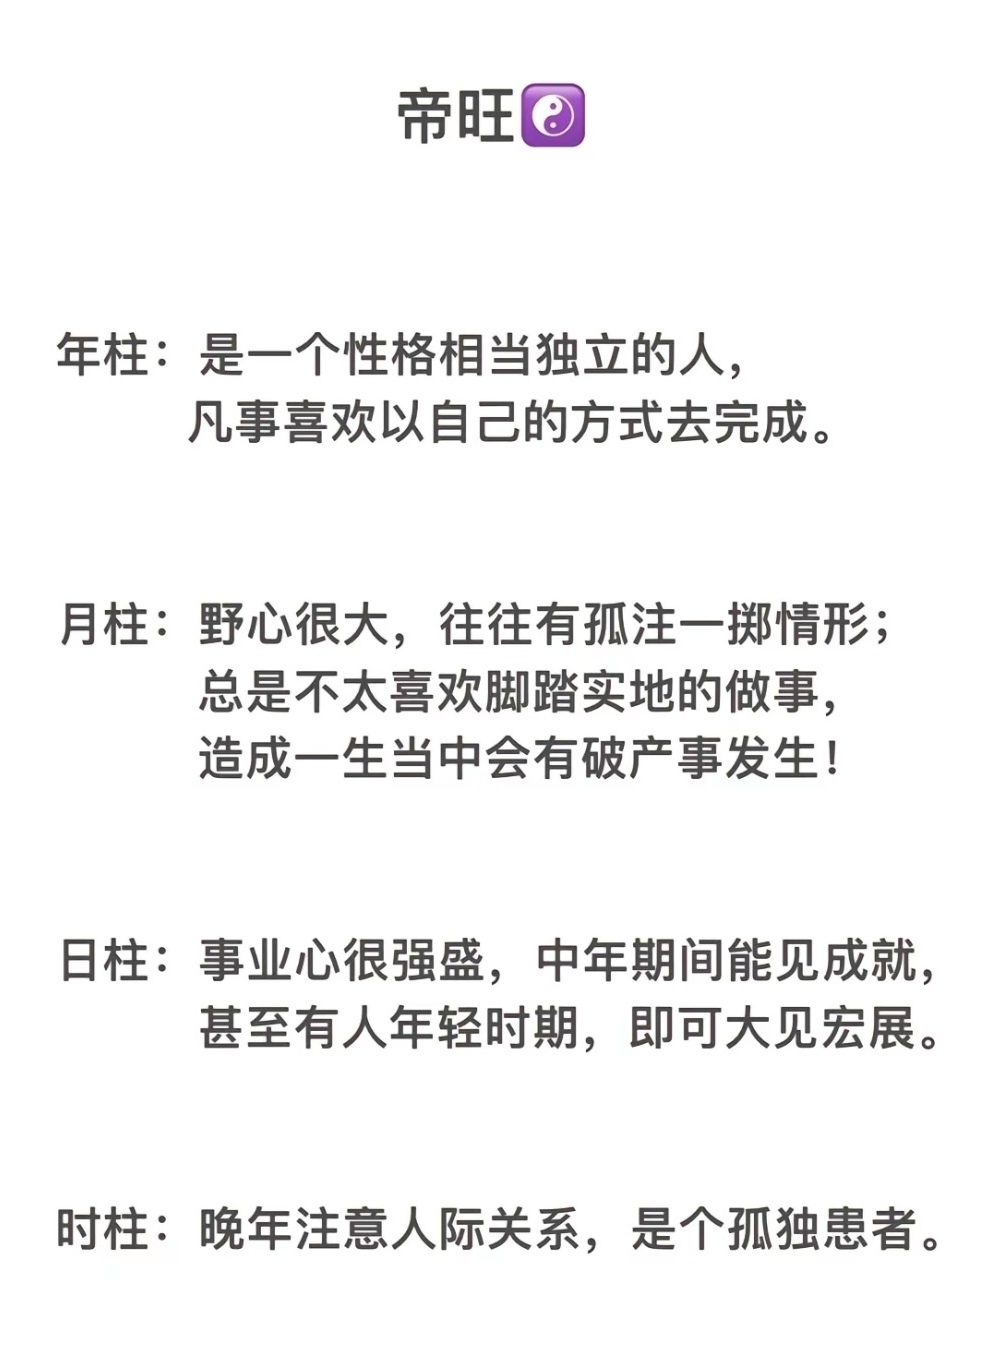 帝旺☯️
年柱：是一个性格相当独立的人，
凡事喜欢以自己的方式去完成。
月柱：野心很大，往往有孤注一掷情形；
总是不太喜欢脚踏实地的做事，
造成一生当中会有破产事发生！
日柱：事业心很强盛，中年期间能见成就，
甚至有人年轻时期，即可大见宏展。
时柱：晚年注意人际关系，是个孤独患者。